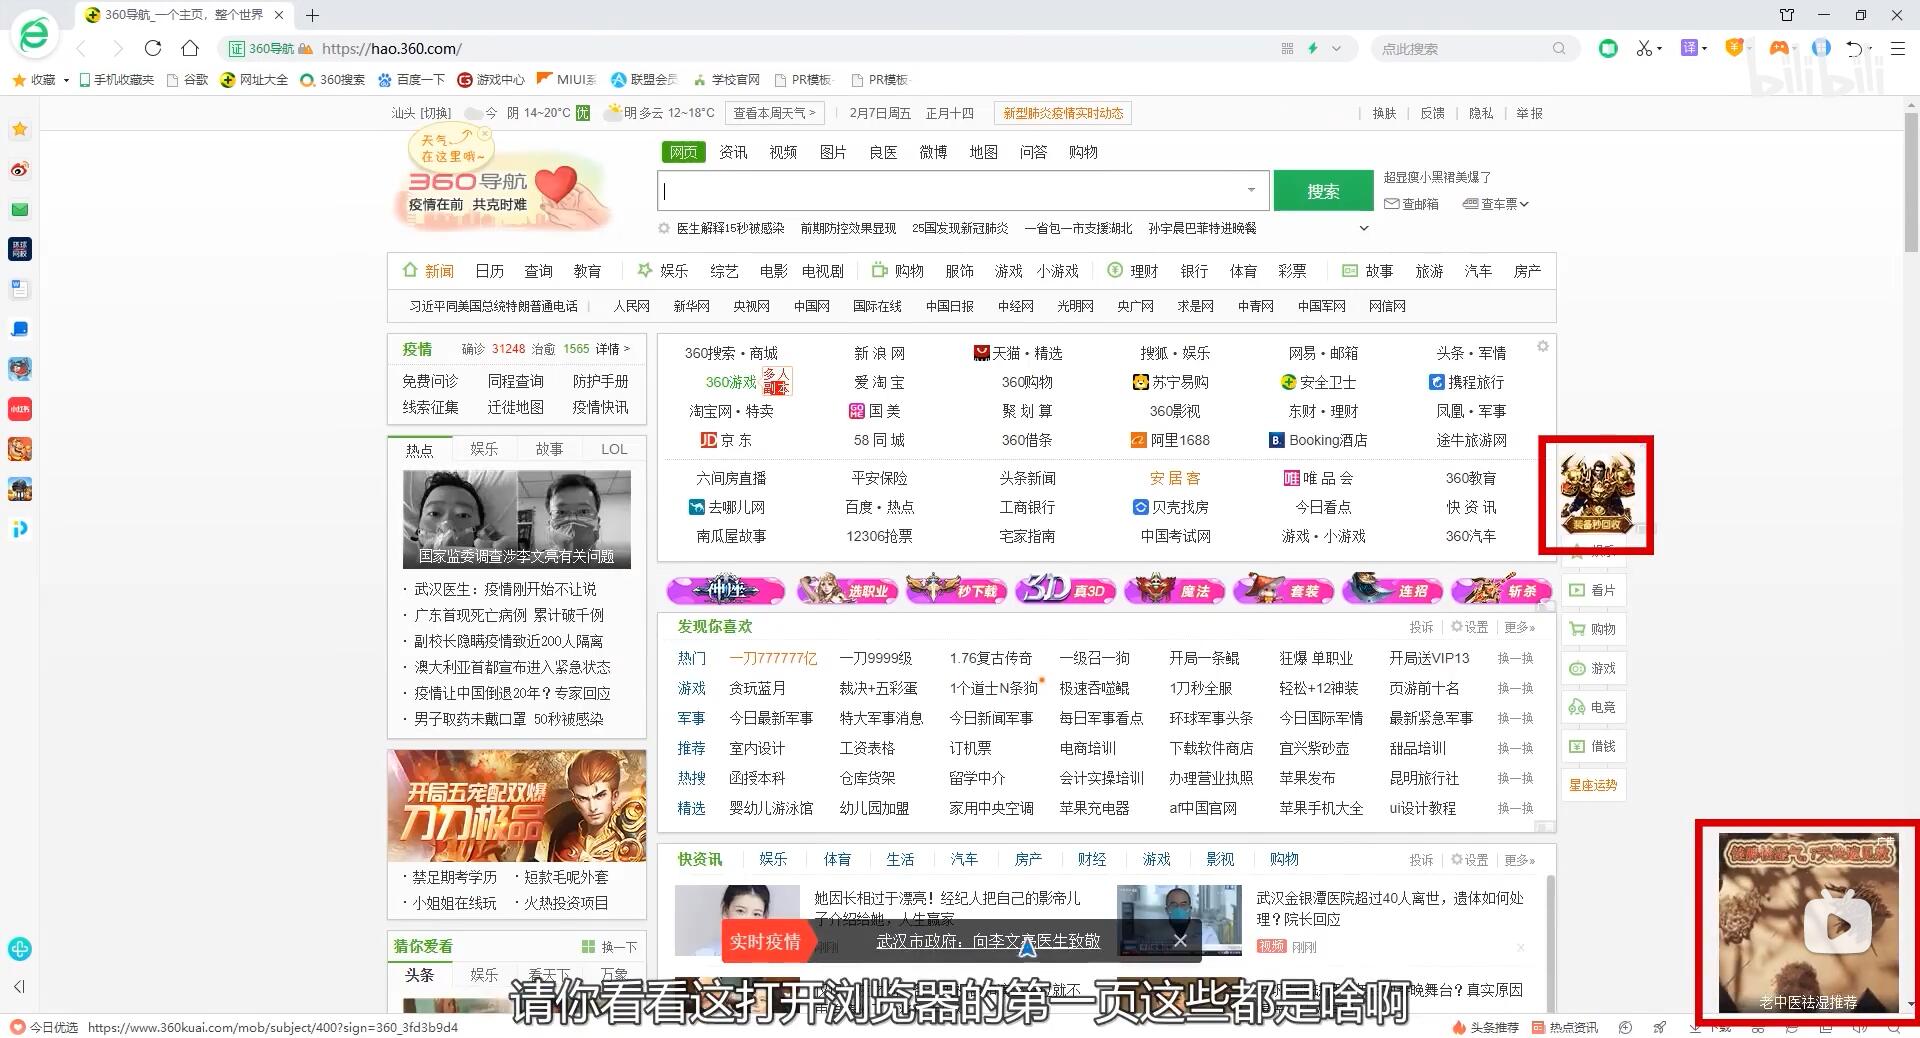 360导航_一个主页，整个世界
证 360导航 https://hao.360.com/
点此搜索
译
收藏 手机收藏夹 谷歌 网址大全 360搜索 百度一下 游戏中心 MIUI系 联盟会员 学校官网 PR模板- PR模板-
bilibili
汕头 [切换] 今 阴 14~20°C 优 明 多云 12~18°C 查看本周天气 > 2月7日周五 正月十四 新型肺炎疫情实时动态 换肤 反馈 隐私 举报
天气
在这里哦~
360导航
疫情在前 共克时难
网页 资讯 视频 图片 良医 微博 地图 问答 购物
搜索
超显瘦小黑裙美爆了
查邮箱 查车票
医生解释15秒被感染 前期防控效果显现 25国发现新冠肺炎 一省包一市支援湖北 孙宇晨巴菲特进晚餐
新闻 日历 查询 教育 娱乐 综艺 电影 电视剧 购物 服饰 游戏 小游戏 理财 银行 体育 彩票 故事 旅游 汽车 房产
习近平同美国总统特朗普通电话 人民网 新华网 央视网 中国网 国际在线 中国日报 中经网 光明网 央广网 求是网 中青网 中国军网 网信网
疫情 确诊 31248 治愈 1565 详情 >
免费问诊 同程查询 防护手册
线索征集 迁徙地图 疫情快讯
热点 娱乐 故事 LOL
国家监委调查涉李文亮有关问题
· 武汉医生：疫情刚开始不让说
· 广东首现死亡病例 累计破千例
· 副校长隐瞒疫情致近200人隔离
· 澳大利亚首都宣布进入紧急状态
· 疫情让中国倒退20年？专家回应
· 男子取药未戴口罩 50秒被感染
开局五宠配双爆
刀刀极品
· 禁足期考学历 · 短款毛呢外套
· 小姐姐在线玩 · 火热投资项目
猜你爱看 换一下
头条 娱乐 看天下 万象
360搜索 • 商城 新 浪 网 天猫 • 精选 搜狐 • 娱乐 网易 • 邮箱 头条 • 军情
360游戏 多人副本 爱 淘 宝 360购物 苏宁易购 安全卫士 携程旅行
淘宝网 • 特卖 GOME 国 美 聚 划 算 360影视 东财 • 理财 凤凰 • 军事
JD 京 东 58 同 城 360借条 阿里1688 B. Booking酒店 途牛旅游网
六间房直播 平安保险 头条新闻 安 居 客 唯 唯 品 会 360教育
去哪儿网 百度 • 热点 工商银行 贝壳找房 今日看点 快 资 讯
南瓜屋故事 12306抢票 宅家指南 中国考试网 游戏 • 小游戏 360汽车
神座 选职业 秒下载 3D 真3D 魔法 套装 连招 斩杀
发现你喜欢 投诉 设置 更多»
热门 一刀777777亿 一刀9999级 1.76复古传奇 一级召一狗 开局一条鲲 狂爆 单职业 开局送VIP13 换一换
游戏 贪玩蓝月 裁决+五彩蛋 1个道士N条狗 极速吞噬鲲 1刀秒全服 轻松+12神装 页游前十名 换一换
军事 今日最新军事 特大军事消息 今日新闻军事 每日军事看点 环球军事头条 今日国际军情 最新紧急军事 换一换
推荐 室内设计 工资表格 订机票 电商培训 下载软件商店 宜兴紫砂壶 甜品培训 换一换
热搜 函授本科 仓库货架 留学中介 会计实操培训 办理营业执照 苹果发布 昆明旅行社 换一换
精选 婴幼儿游泳馆 幼儿园加盟 家用中央空调 苹果充电器 af中国官网 苹果手机大全 ui设计教程 换一换
快资讯 娱乐 体育 生活 汽车 房产 财经 游戏 影视 购物 投诉 设置 更多»
她因长相过于漂亮！经纪人把自己的影帝儿
子介绍给她，人生赢家
刚刚
武汉金银潭医院超过40人离世，遗体如何处
理？院长回应
视频 刚刚
实时疫情 武汉市政府：向李文亮医生致敬
装备秒回收
娱乐
看片
购物
游戏
电竞
借钱
星座运势
广告
老中医祛湿推荐
请你看看这打开浏览器的第一页这些都是啥啊
今日优选 https://www.360kuai.com/mob/subject/400?sign=360_3fd3b9d4
头条推荐 热点资讯 下载